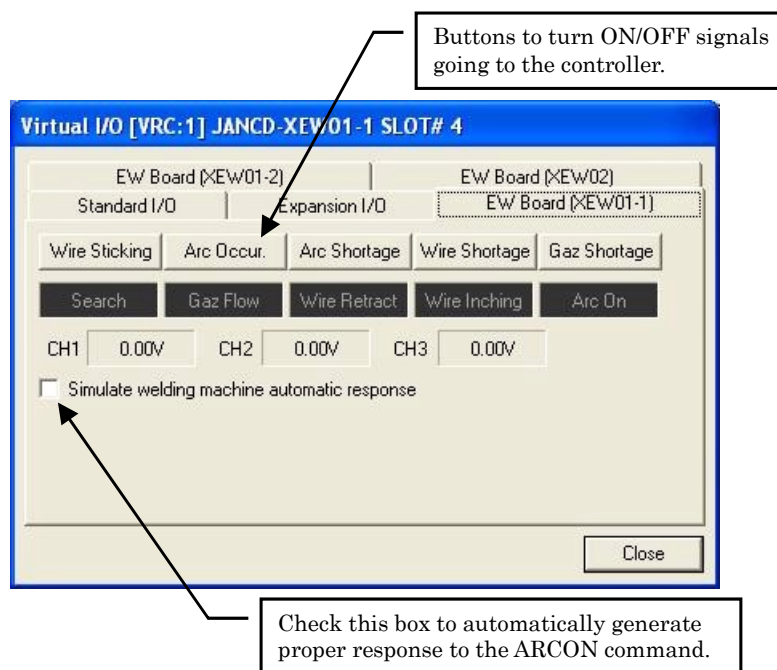 Buttons to turn ON/OFF signals
going to the controller.
Virtual I/O [VRC:1] JANCD-XEW01-1 SLOT# 4
EW Board (XEW01-2) EW Board (XEW02)
Standard I/O Expansion I/O EW Board (XEW01-1)
Wire Sticking Arc Occur. Arc Shortage Wire Shortage Gaz Shortage
Search Gaz Flow Wire Retract Wire Inching Arc On
CH1 0.00V CH2 0.00V CH3 0.00V
Simulate welding machine automatic response
Close
Check this box to automatically generate
proper response to the ARCON command.